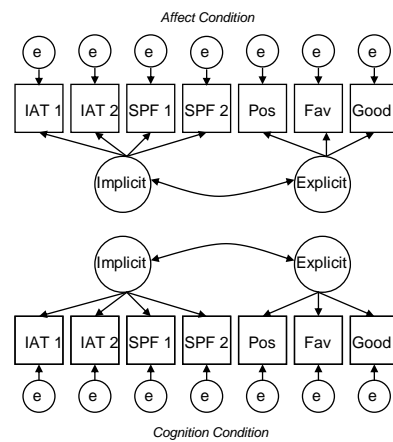 Affect Condition
e e e e e e e
IAT 1 IAT 2 SPF 1 SPF 2 Pos Fav Good
Implicit Explicit
Implicit Explicit
IAT 1 IAT 2 SPF 1 SPF 2 Pos Fav Good
e e e e e e e
Cognition Condition